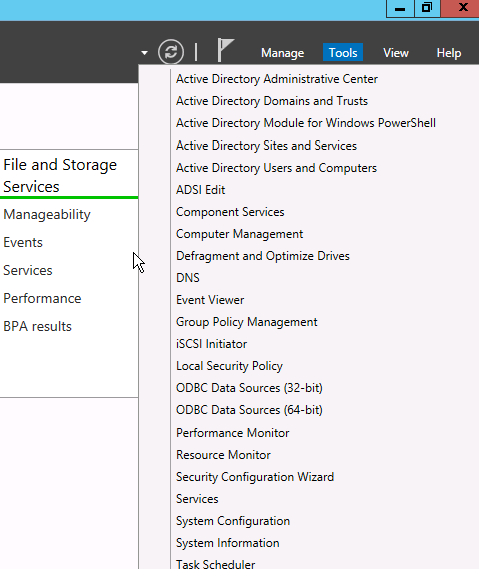 Manage Tools View Help
File and Storage
Services
Manageability
Events
Services
Performance
BPA results
Active Directory Administrative Center
Active Directory Domains and Trusts
Active Directory Module for Windows PowerShell
Active Directory Sites and Services
Active Directory Users and Computers
ADSI Edit
Component Services
Computer Management
Defragment and Optimize Drives
DNS
Event Viewer
Group Policy Management
iSCSI Initiator
Local Security Policy
ODBC Data Sources (32-bit)
ODBC Data Sources (64-bit)
Performance Monitor
Resource Monitor
Security Configuration Wizard
Services
System Configuration
System Information
Task Scheduler